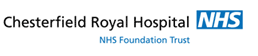 Chesterfield Royal Hospital NHS
NHS Foundation Trust